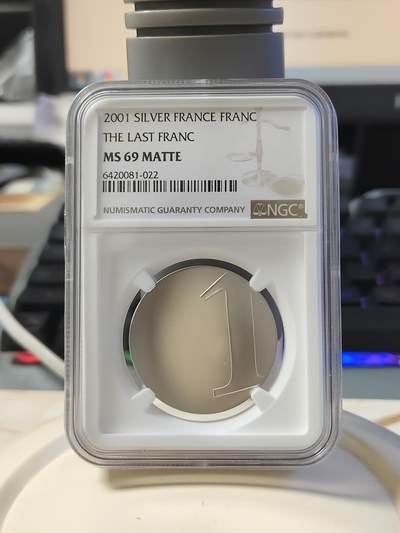 2001 SILVER FRANCE FRANC
THE LAST FRANC
MS 69 MATTE
6420081-022
NUMISMATIC GUARANTY COMPANY NGC®
1